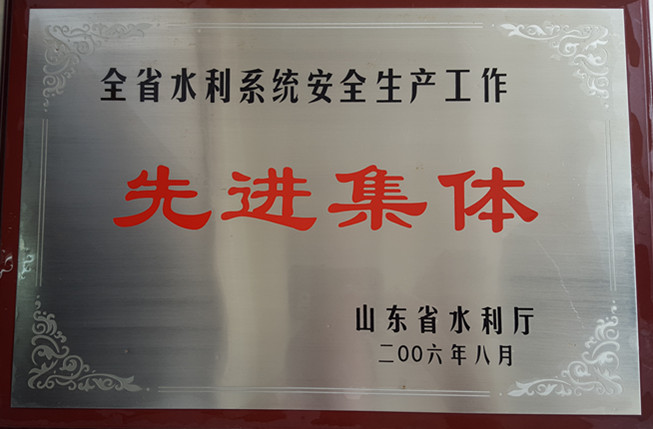 全省水利系统安全生产工作
先进集体
山东省水利厅
二00六年八月